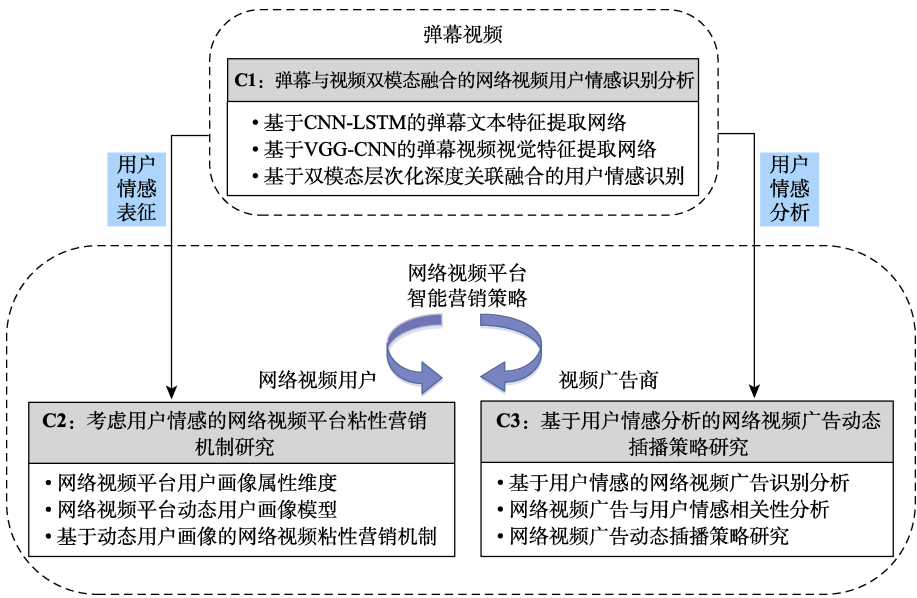 弹幕视频
C1：弹幕与视频双模态融合的网络视频用户情感识别分析
• 基于CNN-LSTM的弹幕文本特征提取网络
• 基于VGG-CNN的弹幕视频视觉特征提取网络
• 基于双模态层次化深度关联融合的用户情感识别
用户
情感
表征
用户
情感
分析
网络视频平台
智能营销策略
网络视频用户
视频广告商
C2：考虑用户情感的网络视频平台粘性营销
机制研究
• 网络视频平台用户画像属性维度
• 网络视频平台动态用户画像模型
• 基于动态用户画像的网络视频粘性营销机制
C3：基于用户情感分析的网络视频广告动态
插播策略研究
• 基于用户情感的网络视频广告识别分析
• 网络视频广告与用户情感相关性分析
• 网络视频广告动态插播策略研究